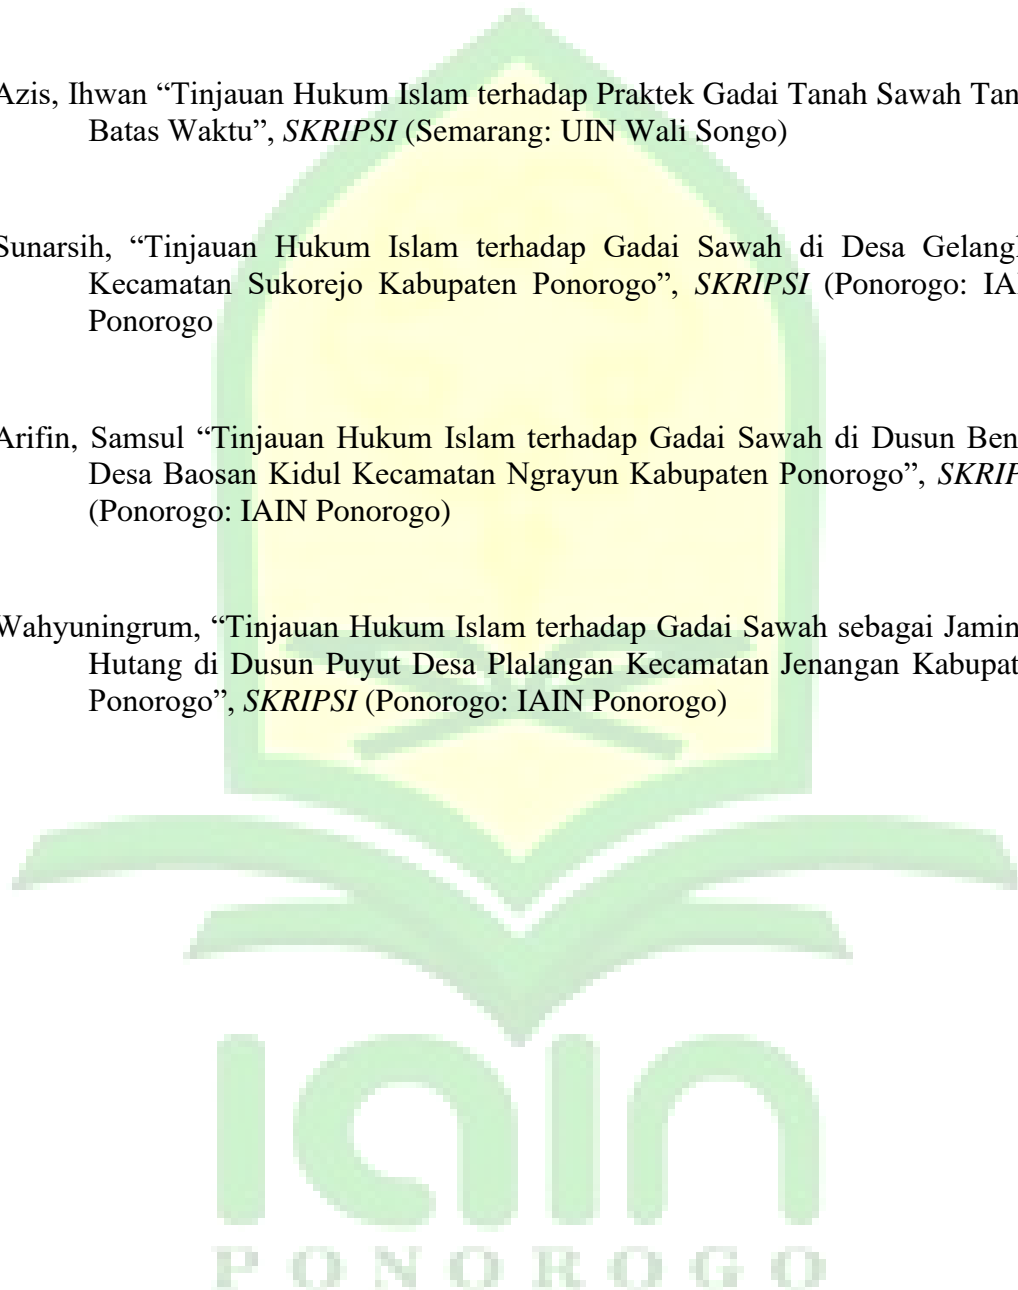 Azis, Ihwan “Tinjauan Hukum Islam terhadap Praktek Gadai Tanah Sawah Tan
Batas Waktu”, SKRIPSI (Semarang: UIN Wali Songo)
Sunarsih, “Tinjauan Hukum Islam terhadap Gadai Sawah di Desa Gelang
Kecamatan Sukorejo Kabupaten Ponorogo”, SKRIPSI (Ponorogo: IA
Ponorogo
Arifin, Samsul “Tinjauan Hukum Islam terhadap Gadai Sawah di Dusun Ben
Desa Baosan Kidul Kecamatan Ngrayun Kabupaten Ponorogo”, SKRIP
(Ponorogo: IAIN Ponorogo)
Wahyuningrum, “Tinjauan Hukum Islam terhadap Gadai Sawah sebagai Jamin
Hutang di Dusun Puyut Desa Plalangan Kecamatan Jenangan Kabupat
Ponorogo”, SKRIPSI (Ponorogo: IAIN Ponorogo)
iain
PONOROGO